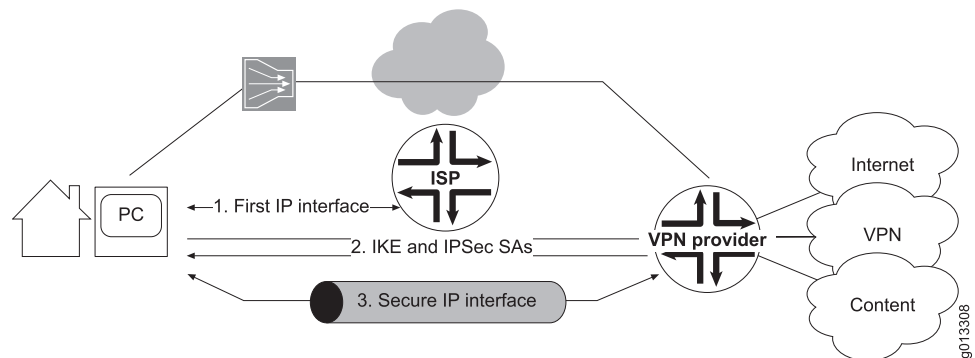 ISP
PC
1. First IP interface
2. IKE and IPSec SAs
3. Secure IP interface
VPN provider
Internet
VPN
Content
g013308